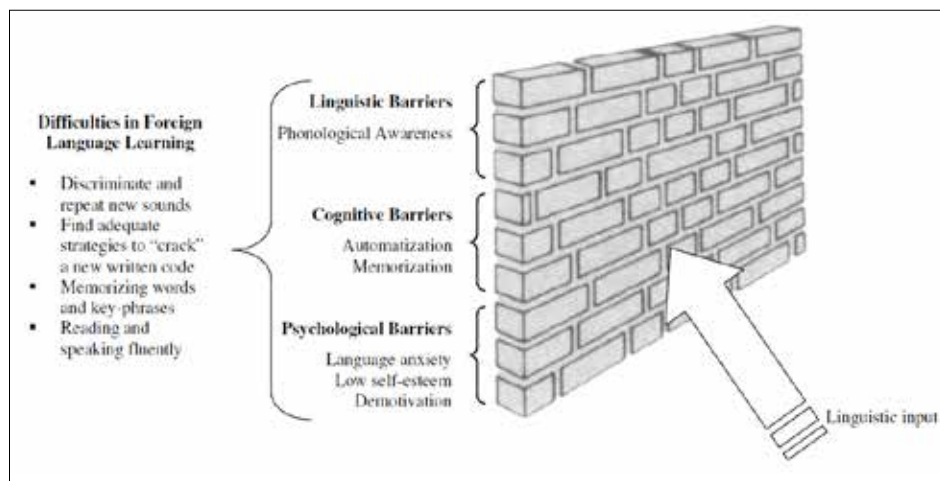 Difficulties in Foreign
Language Learning
▪ Discriminate and
repeat new sounds
▪ Find adequate
strategies to “crack”
a new written code
▪ Memorizing words
and key-phrases
▪ Reading and
speaking fluently
Linguistic Barriers
Phonological Awareness
Cognitive Barriers
Automatization
Memorization
Psychological Barriers
Language anxiety
Low self-esteem
Demotivation
Linguistic input